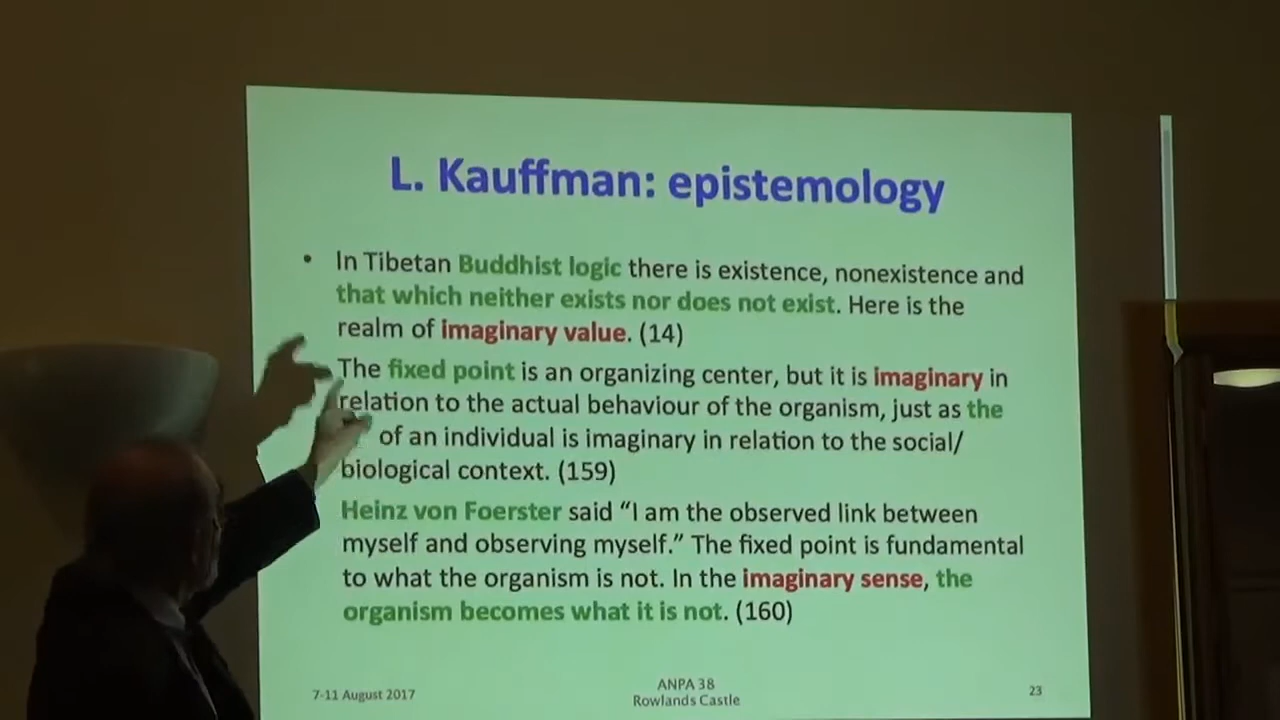 L. Kauffman: epistemology
• In Tibetan Buddhist logic there is existence, nonexistence and
that which neither exists nor does not exist. Here is the
realm of imaginary value. (14)
The fixed point is an organizing center, but it is imaginary in
relation to the actual behaviour of the organism, just as the
of an individual is imaginary in relation to the social/
biological context. (159)
Heinz von Foerster said “I am the observed link between
myself and observing myself.” The fixed point is fundamental
to what the organism is not. In the imaginary sense, the
organism becomes what it is not. (160)
7-11 August 2017
ANPA 38
Rowlands Castle
23